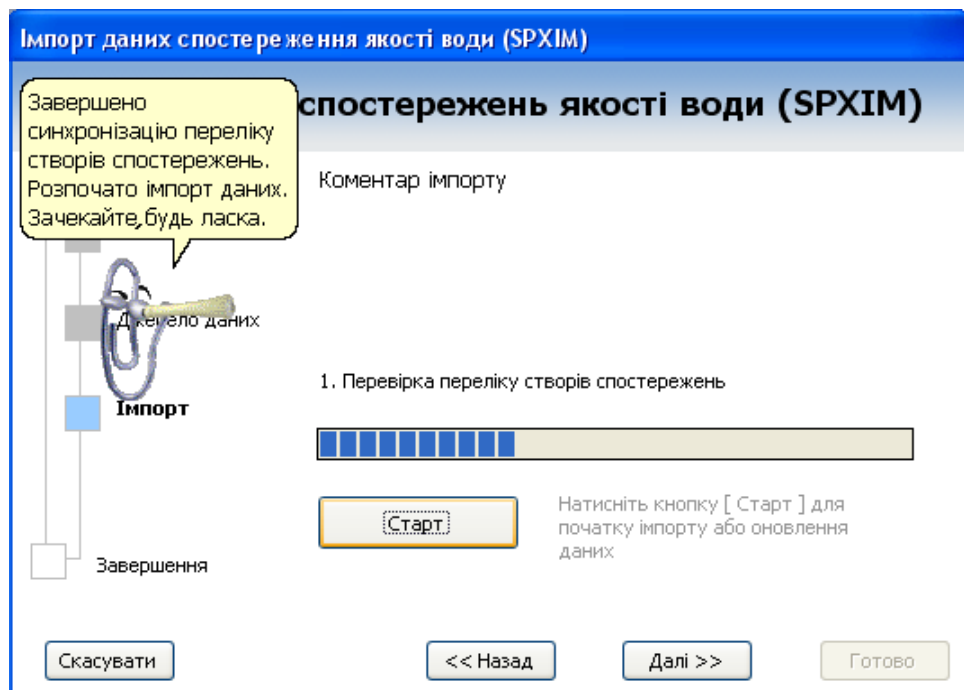 Імпорт даних спостереження якості води (SPXIM)
спостережень якості води (SPXIM)
Завершено
синхронізацію переліку
створів спостережень.
Розпочато імпорт даних.
Зачекайте,будь ласка.
Коментар імпорту
Джерело даних
1. Перевірка переліку створів спостережень
Імпорт
Старт
Натисніть кнопку [ Старт ] для
початку імпорту або оновлення
даних
Завершення
Скасувати
<< Назад
Далі >>
Готово